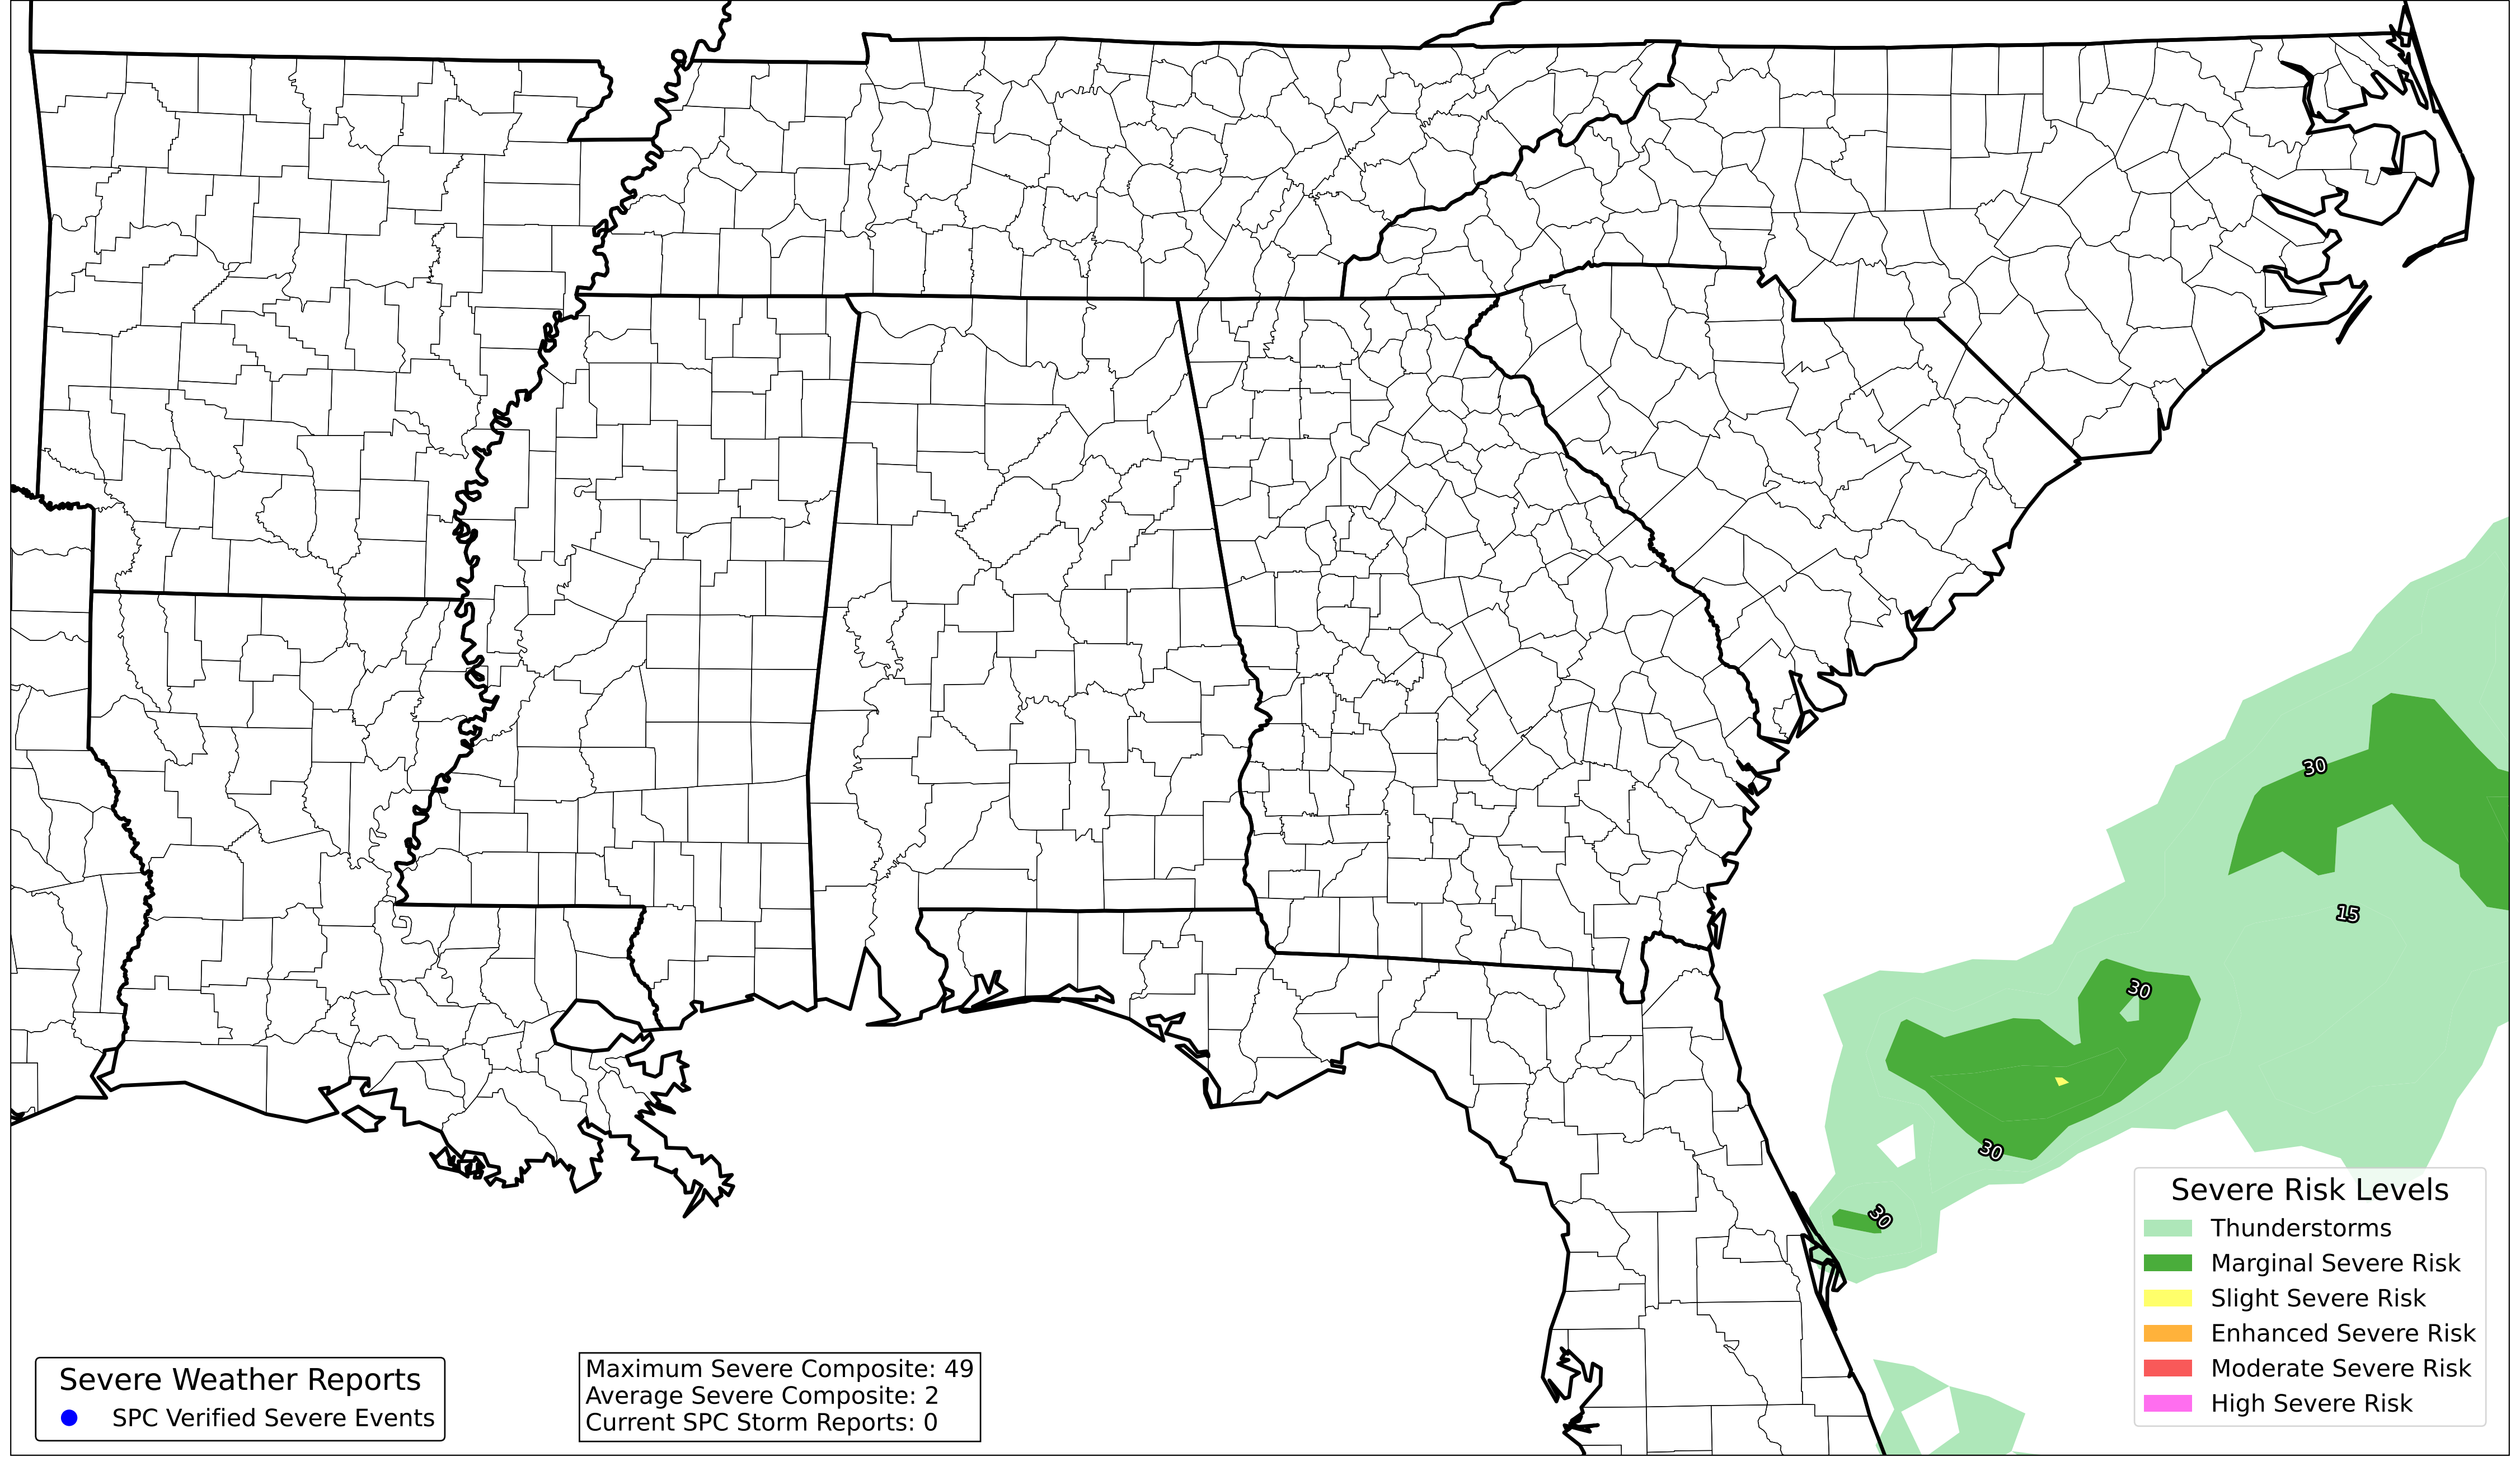 30
15
30
30
30
Severe Risk Levels
Thunderstorms
Marginal Severe Risk
Slight Severe Risk
Enhanced Severe Risk
Moderate Severe Risk
High Severe Risk
Severe Weather Reports
SPC Verified Severe Events
Maximum Severe Composite: 49
Average Severe Composite: 2
Current SPC Storm Reports: 0